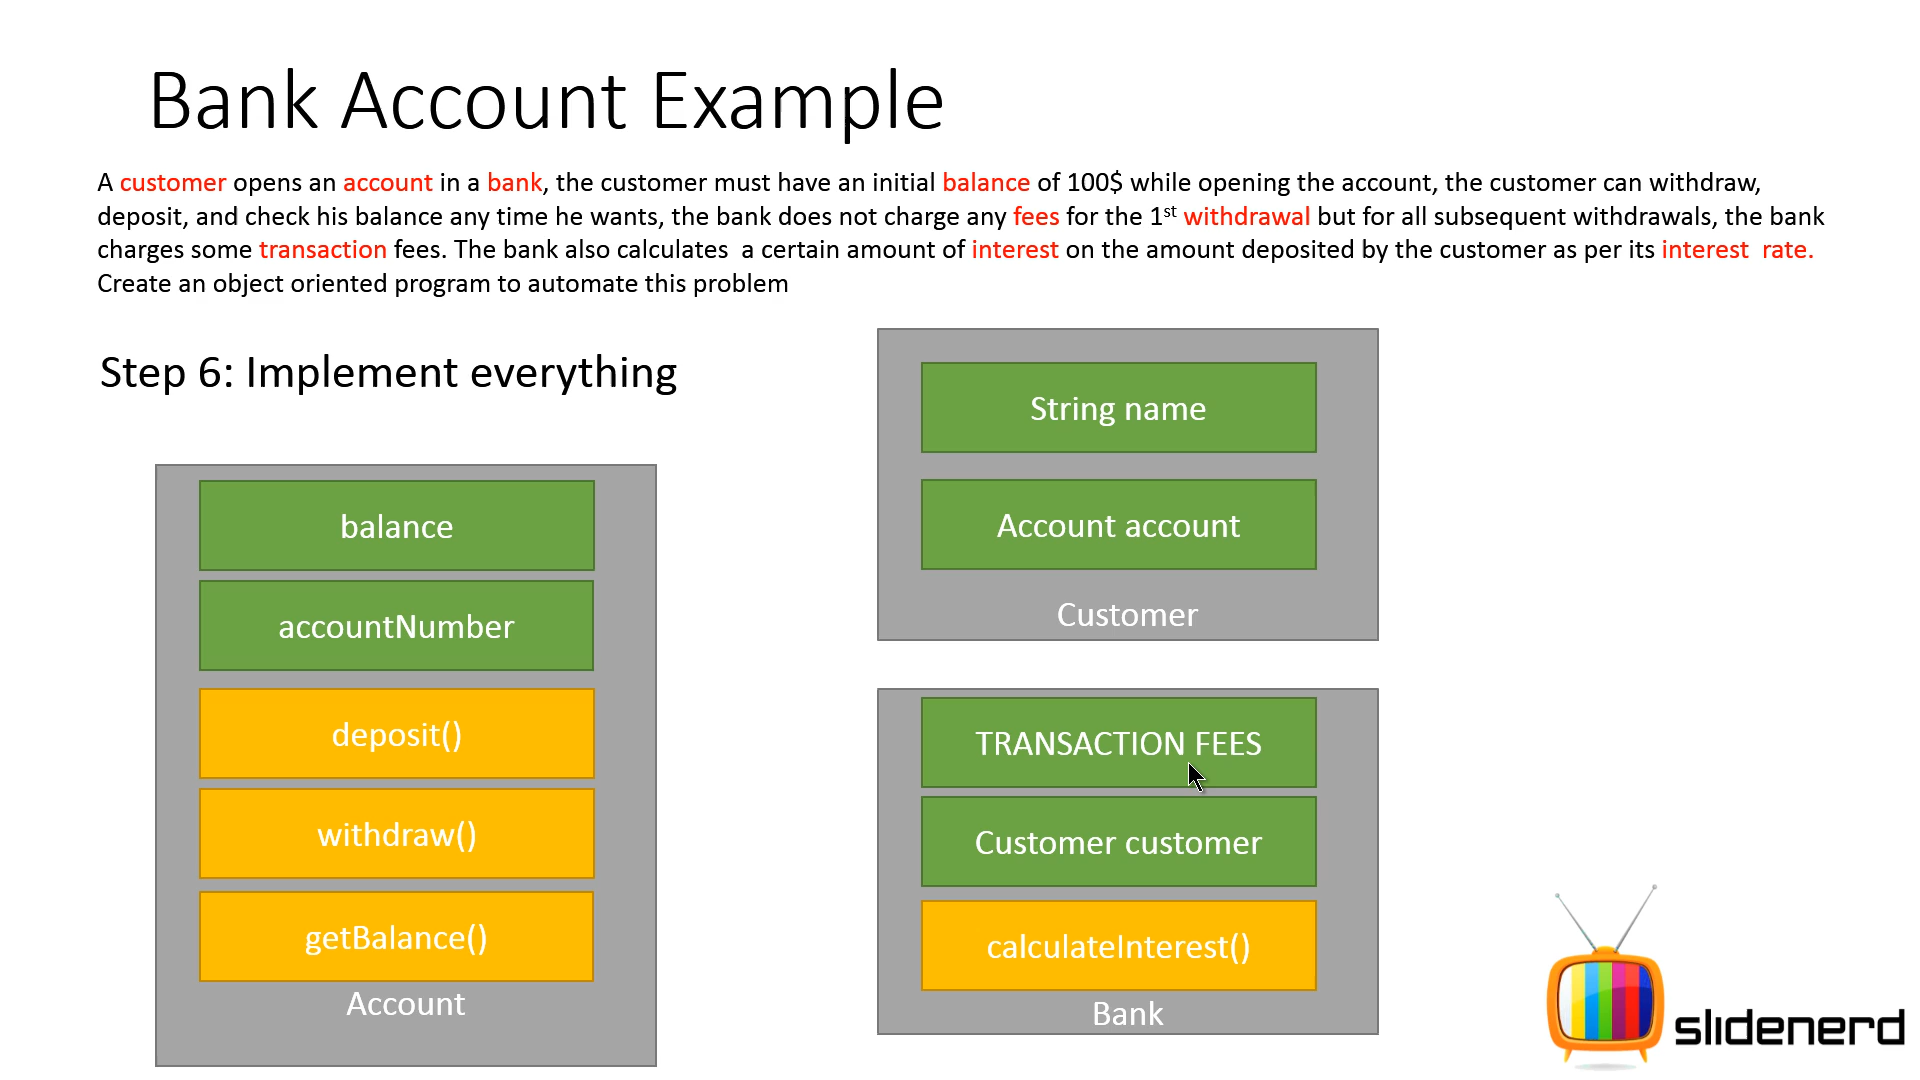 Bank Account Example
A customer opens an account in a bank, the customer must have an initial balance of 100$ while opening the account, the customer can withdraw,
deposit, and check his balance any time he wants, the bank does not charge any fees for the 1st withdrawal but for all subsequent withdrawals, the bank
charges some transaction fees. The bank also calculates a certain amount of interest on the amount deposited by the customer as per its interest rate.
Create an object oriented program to automate this problem
Step 6: Implement everything
balance
accountNumber
deposit()
withdraw()
getBalance()
Account
String name
Account account
Customer
TRANSACTION FEES
Customer customer
calculateInterest()
Bank
slidenerd